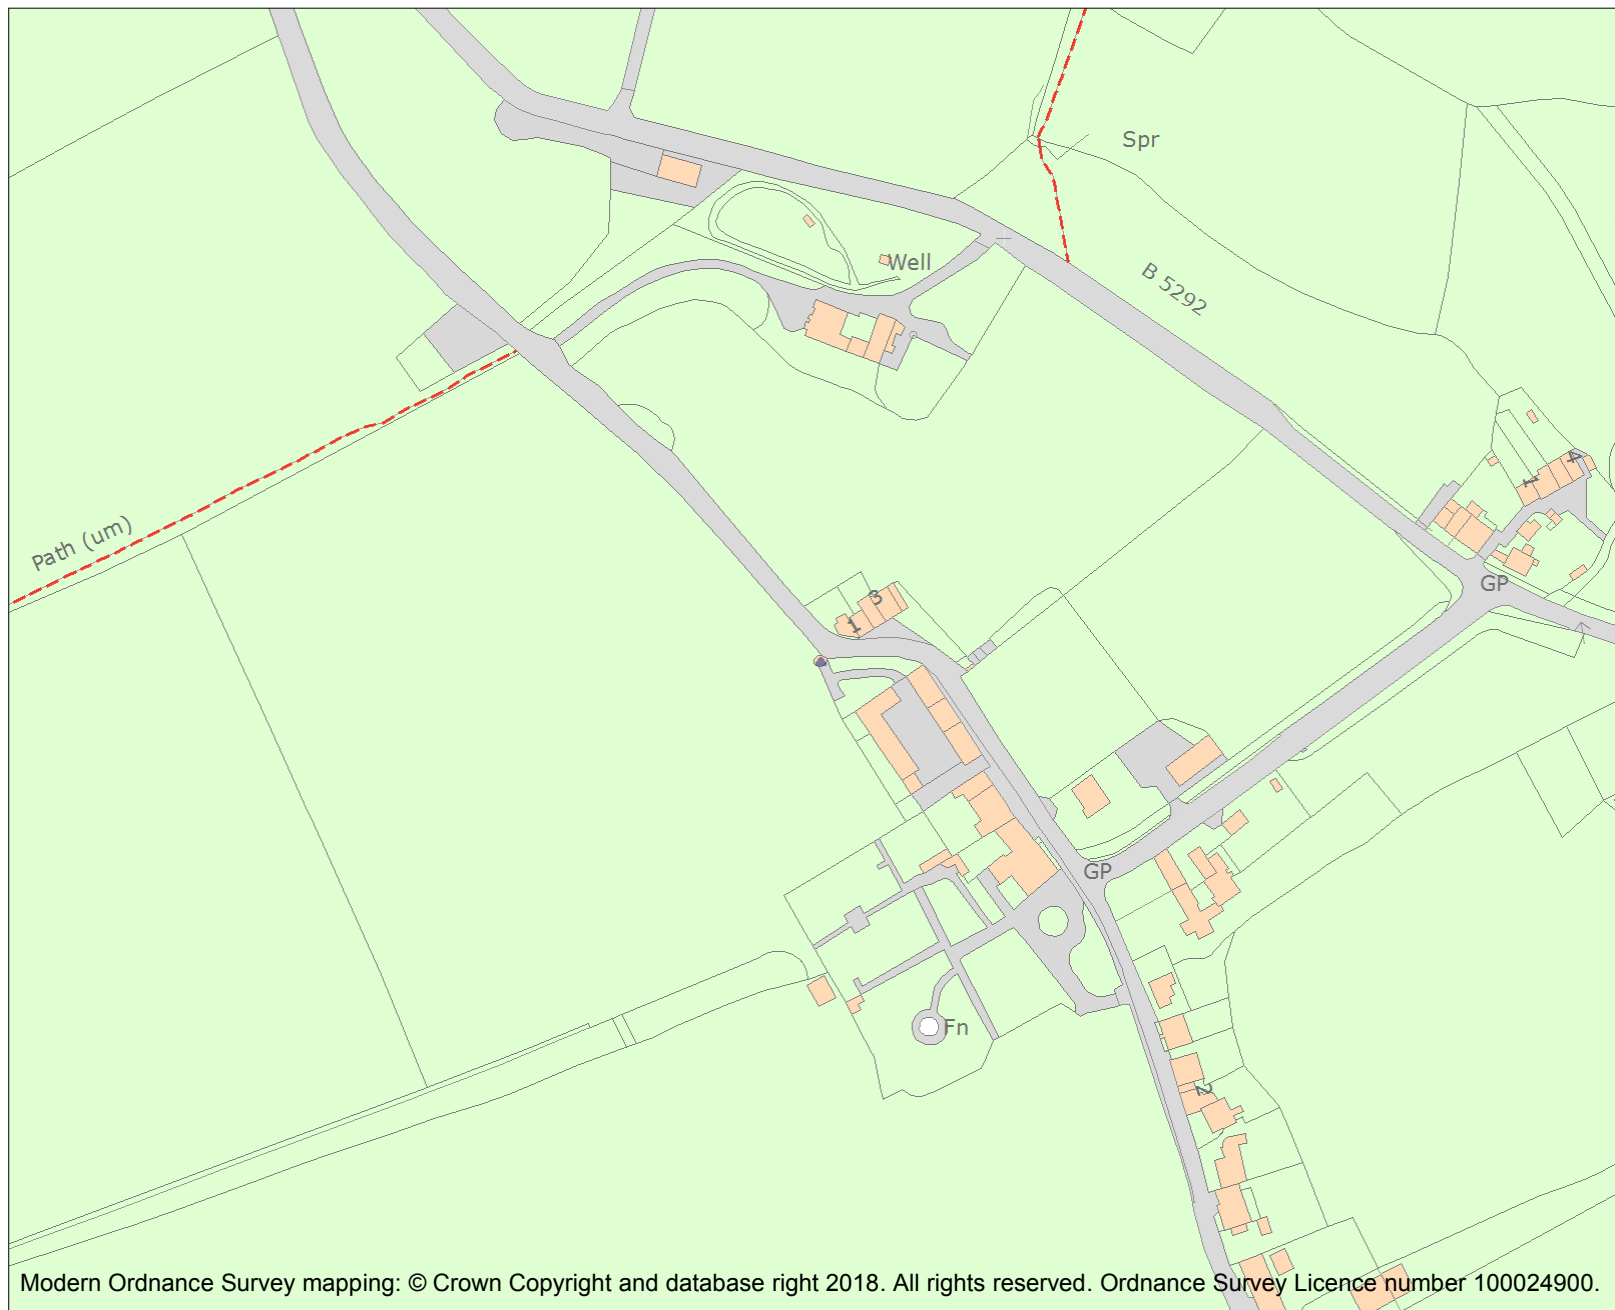 Spr
Well
B 5292
Path (um)
4
1
GP
3
1
GP
Fn
2
Modern Ordnance Survey mapping: © Crown Copyright and database right 2018. All rights reserved. Ordnance Survey Licence number 100024900.